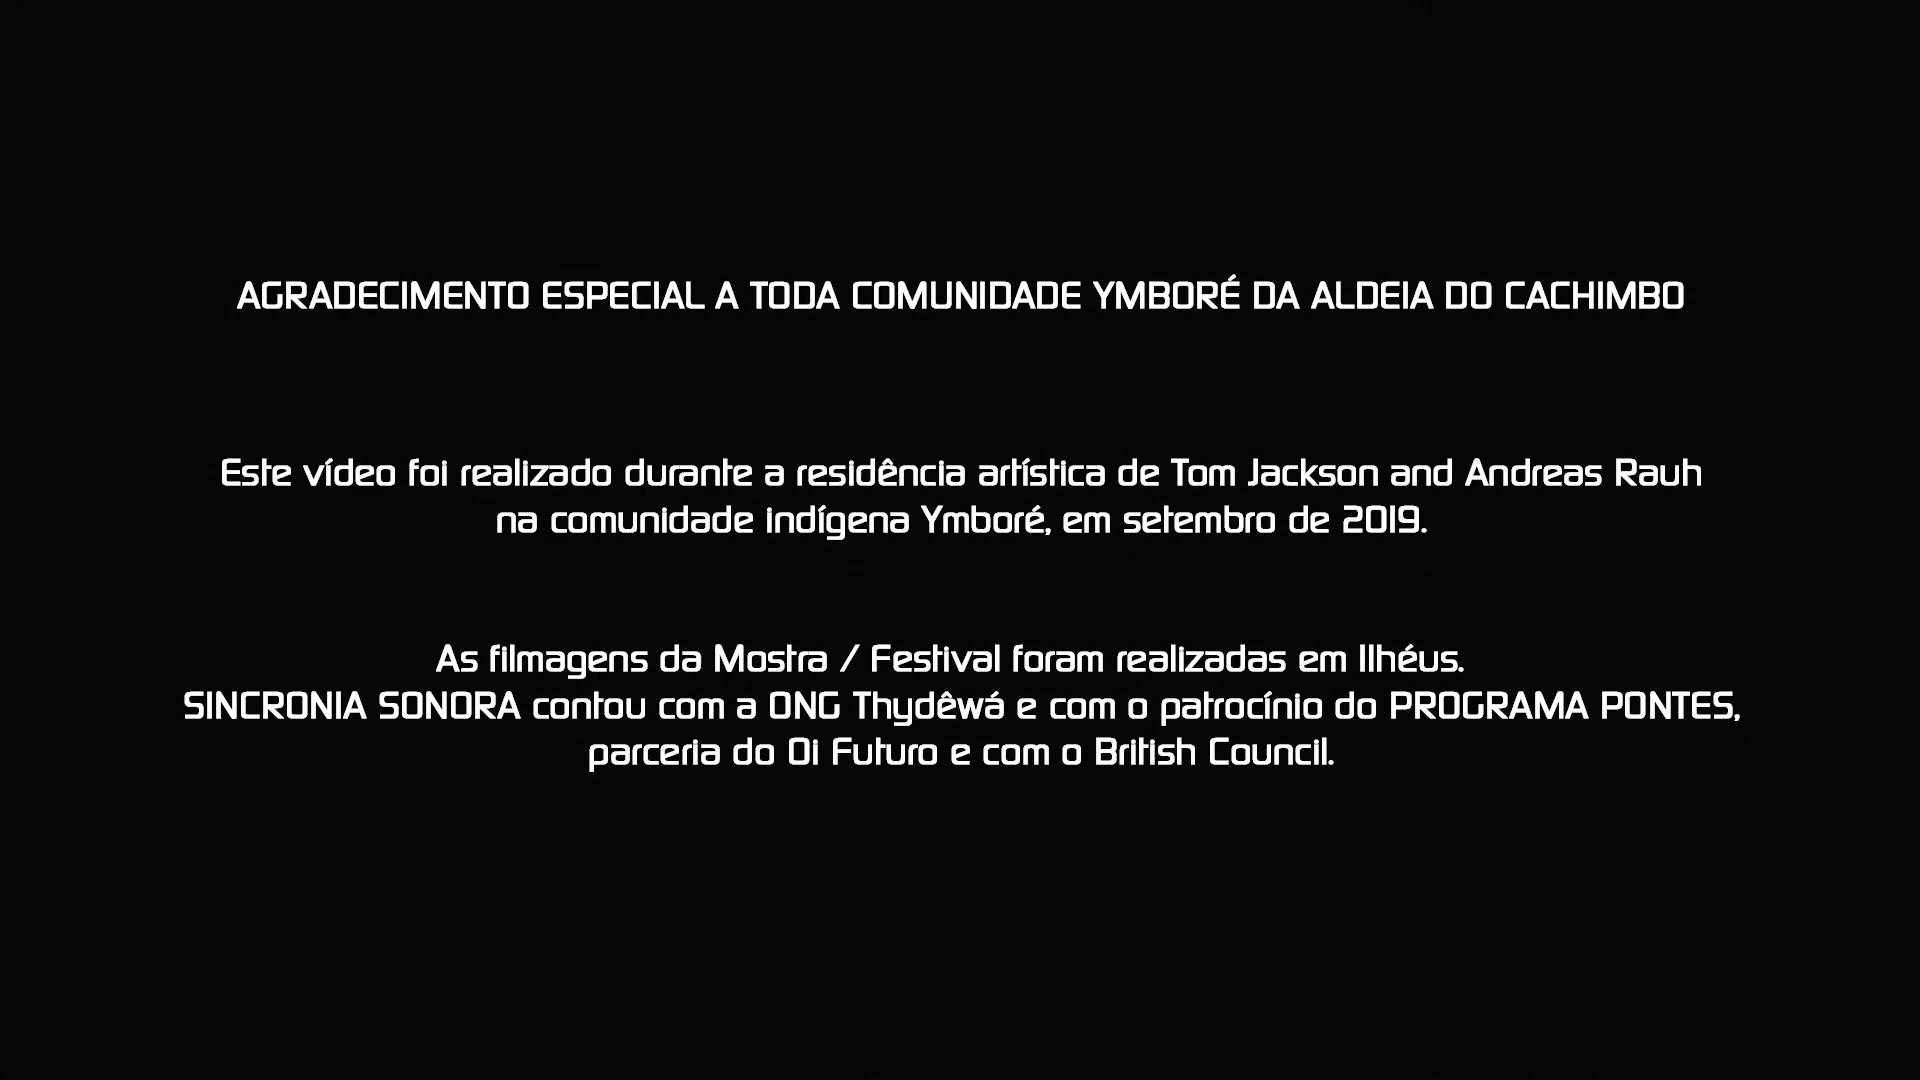 AGRADECIMENTO ESPECIAL A TODA COMUNIDADE YMBORÉ DA ALDEIA DO CACHIMBO
Este vídeo foi realizado durante a residência artística de Tom Jackson and Andreas Rauh
na comunidade indígena Ymboré, em setembro de 2019.
As filmagens da Mostra / Festival foram realizadas em Ilhéus.
SINCRONIA SONORA contou com a ONG Thydêwá e com o patrocínio do PROGRAMA PONTES,
parceria do Oi Futuro e com o British Council.